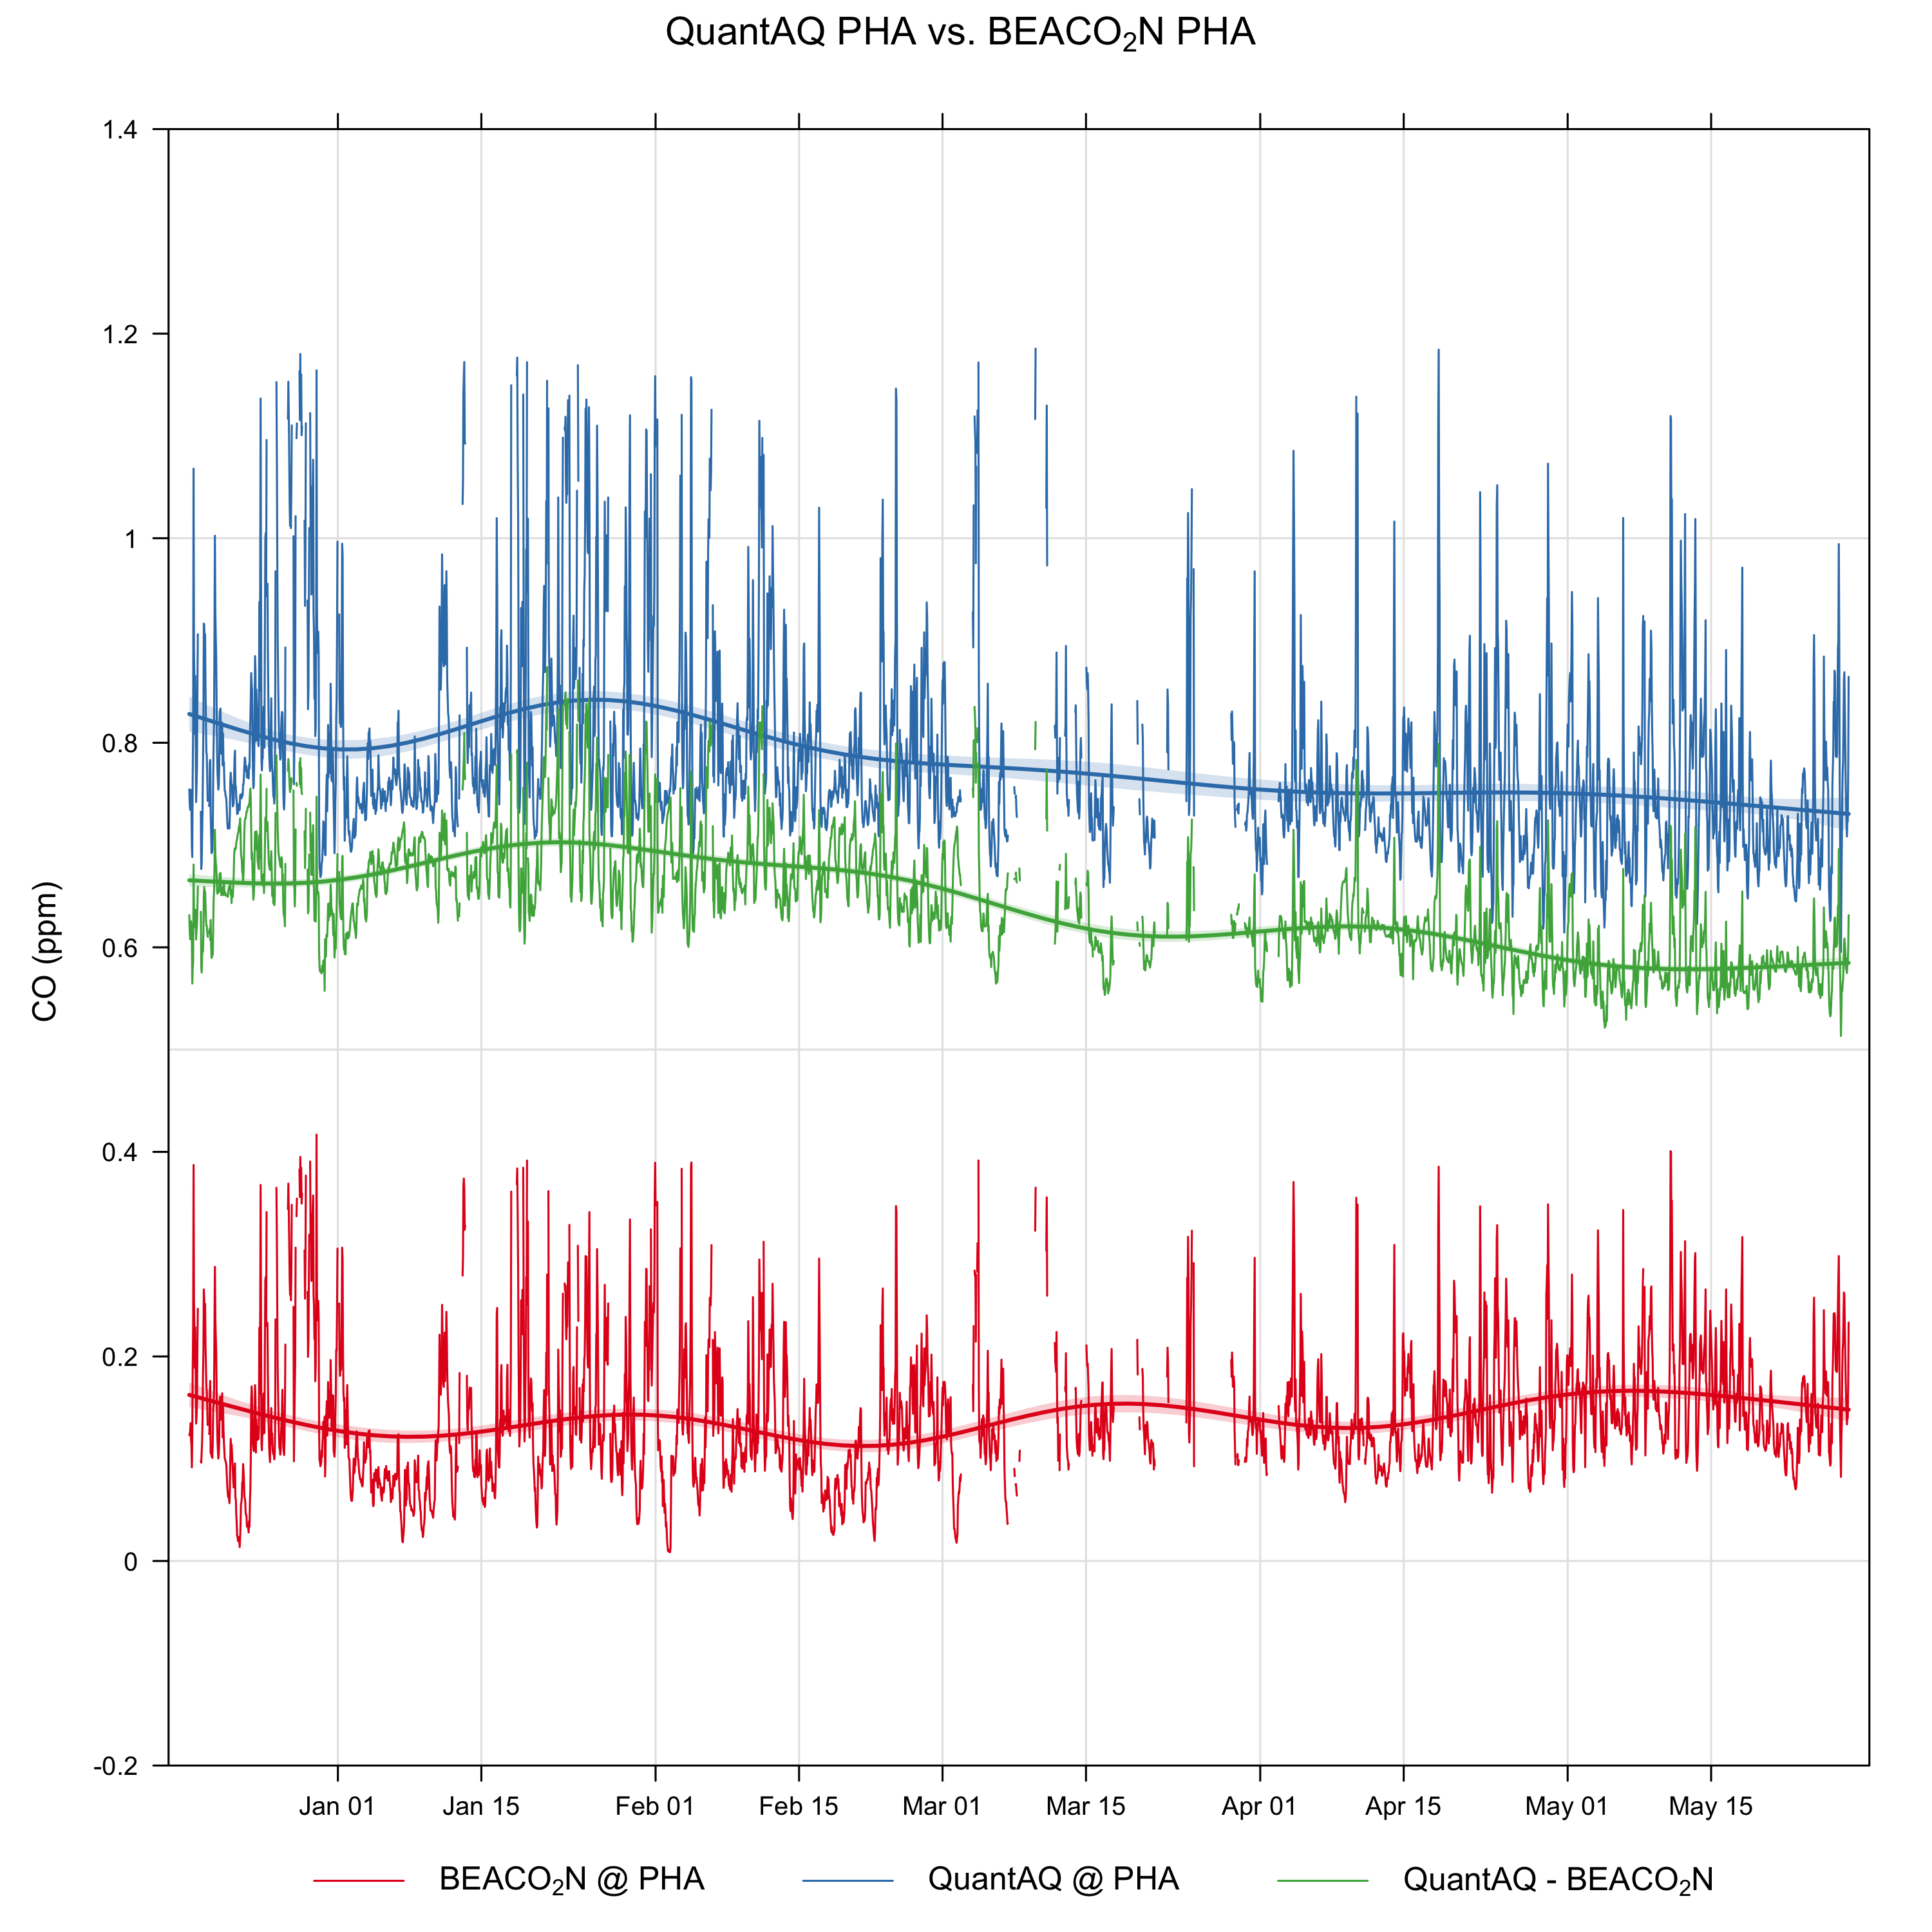 QuantAQ PHA vs. BEACO₂N PHA
1.4
1.2
1
0.8
0.6
0.4
0.2
0
-0.2
CO (ppm)
Jan 01 Jan 15 Feb 01 Feb 15 Mar 01 Mar 15 Apr 01 Apr 15 May 01 May 15
BEACO₂N @ PHA QuantAQ @ PHA QuantAQ - BEACO₂N